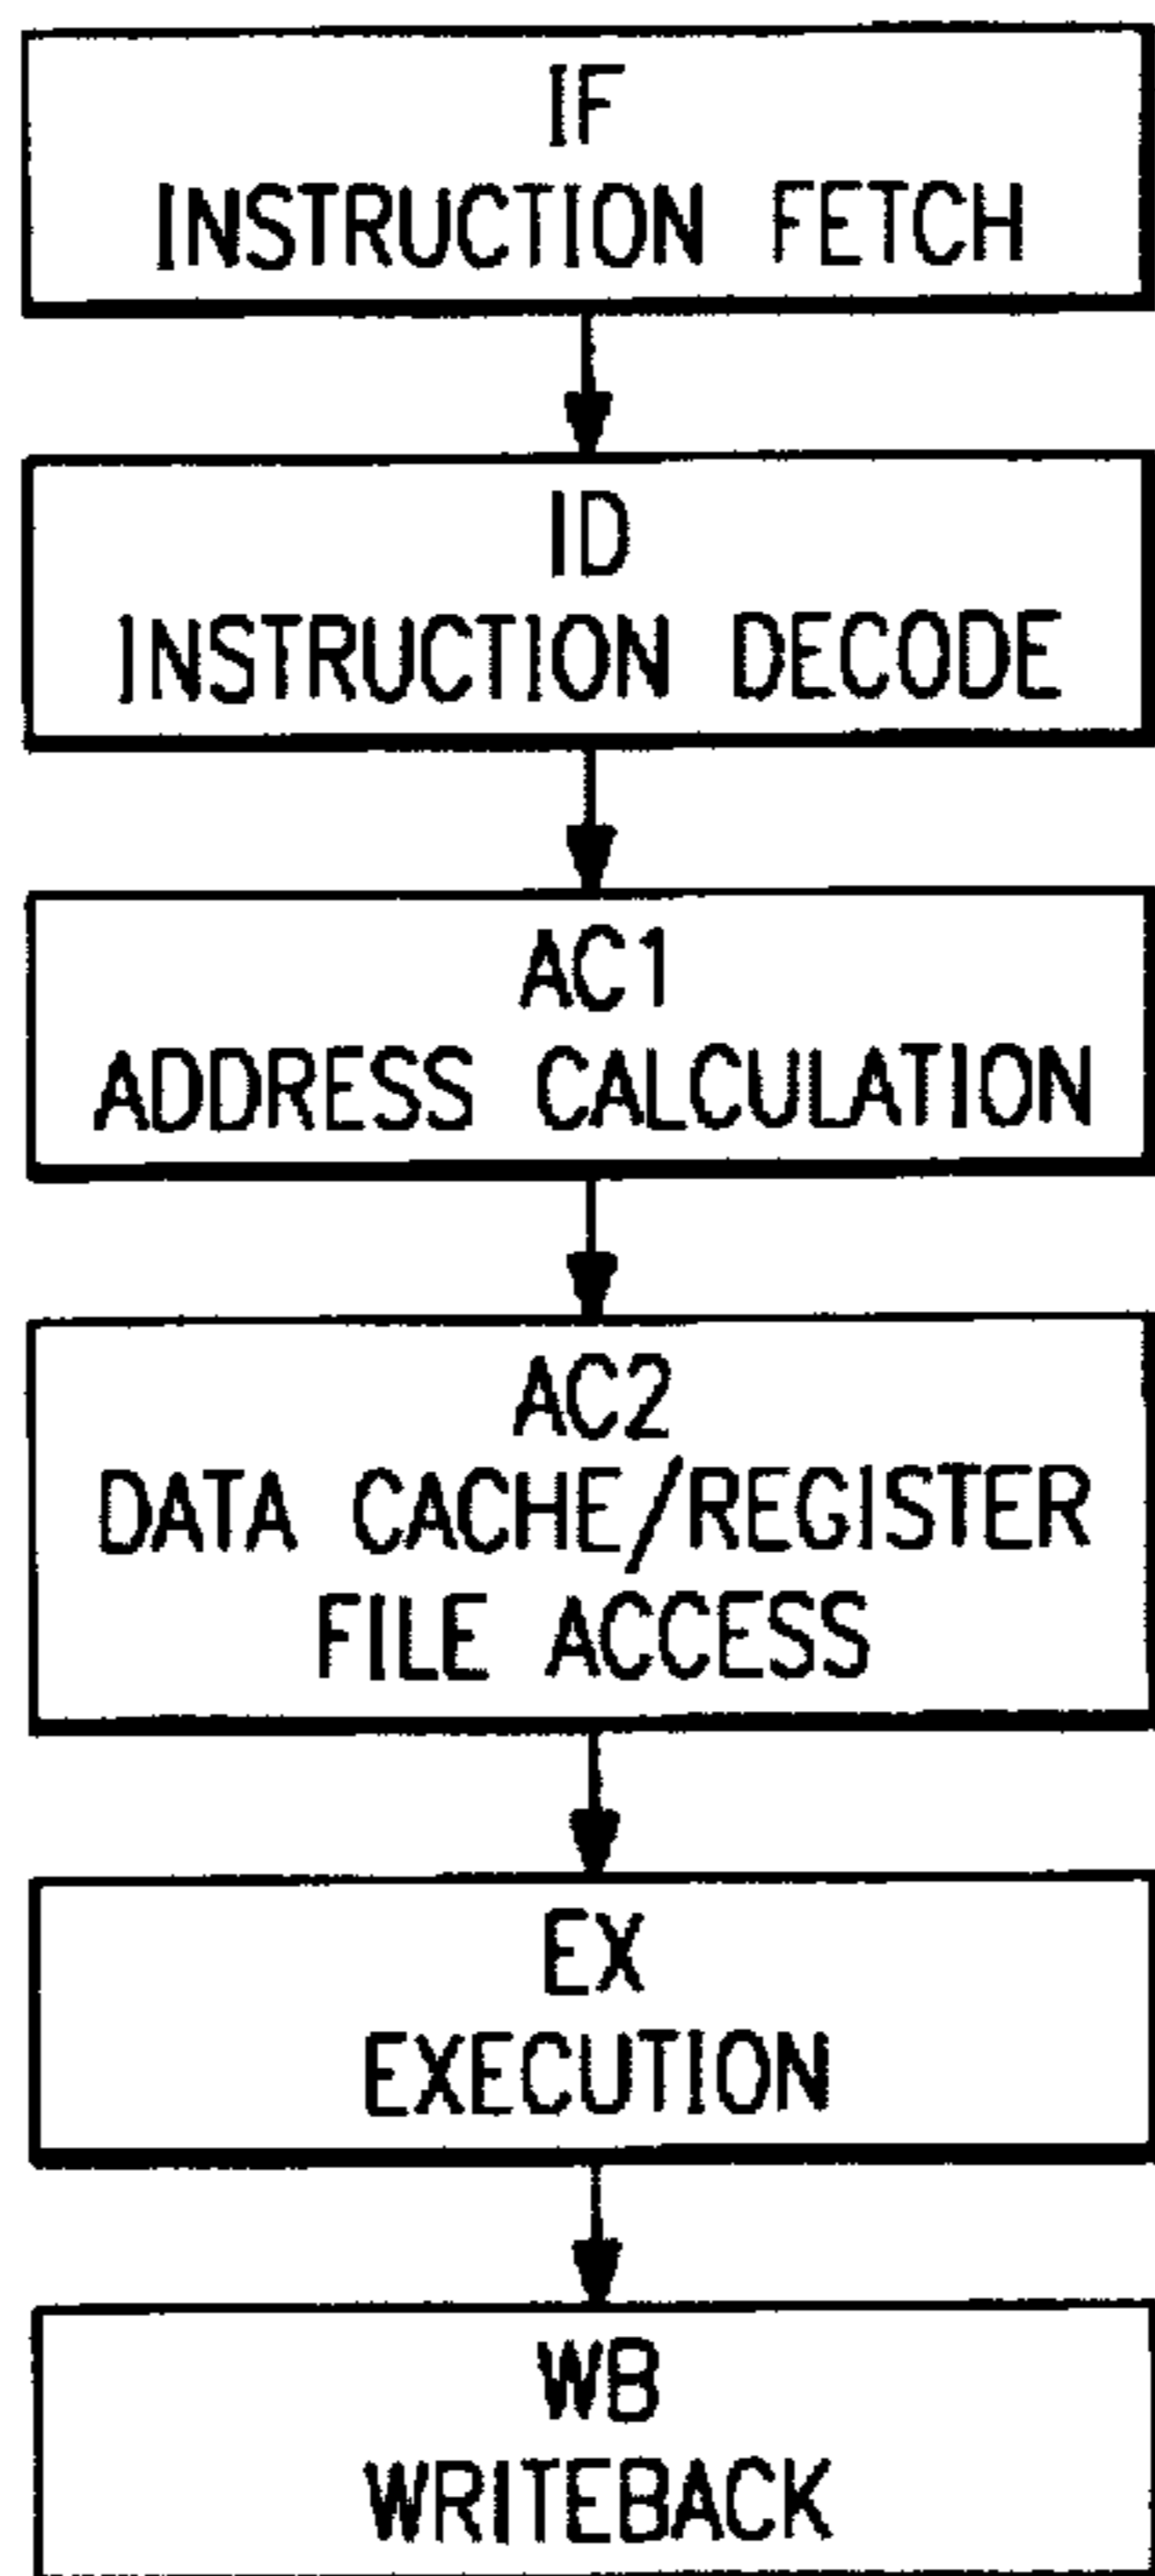 IF
INSTRUCTION FETCH
ID
INSTRUCTION DECODE
AC1
ADDRESS CALCULATION
AC2
DATA CACHE/REGISTER
FILE ACCESS
EX
EXECUTION
WB
WRITEBACK